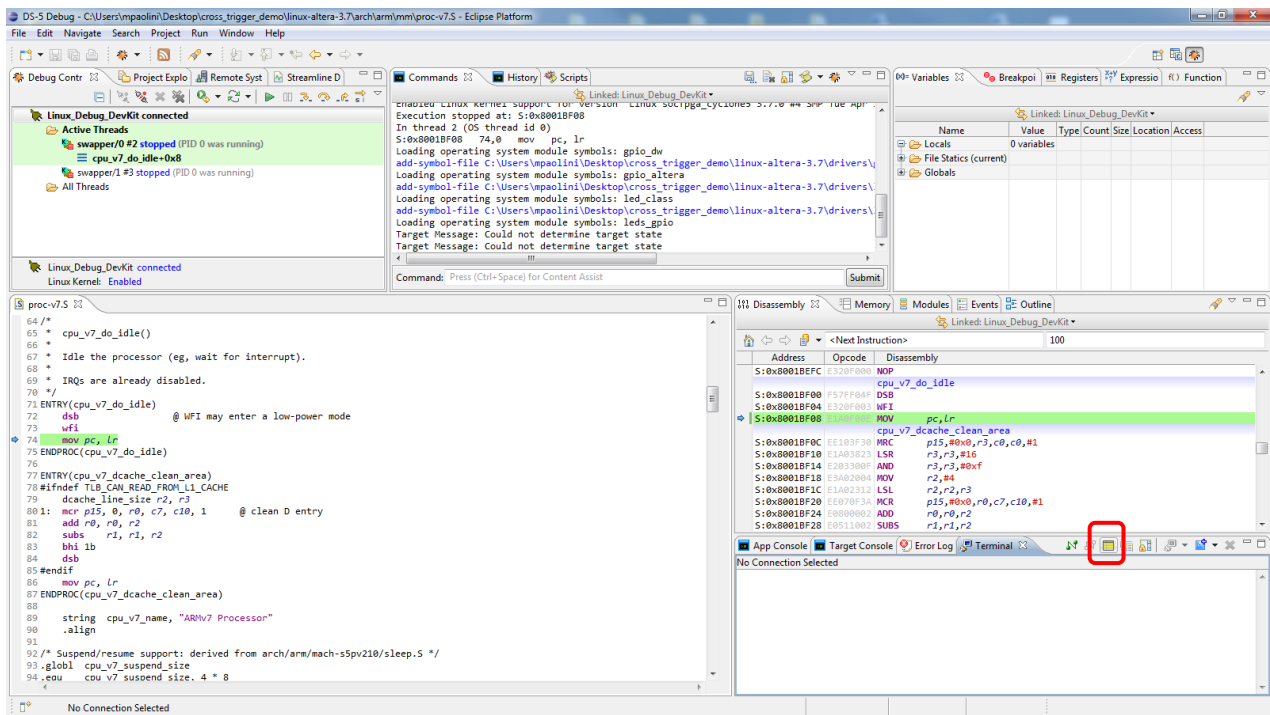 DS-5 Debug - C:\Users\mpaolini\Desktop\cross_trigger_demo\linux-altera-3.7\arch\arm\mm\proc-v7.S - Eclipse Platform
File Edit Navigate Search Project Run Window Help
Debug Contr Project Explo Remote Syst Streamline D
Linux_Debug_DevKit connected
Active Threads
swapper/0 #2 stopped (PID 0 was running)
cpu_v7_do_idle+0x8
swapper/1 #3 stopped (PID 0 was running)
All Threads
Linux_Debug_DevKit connected
Linux Kernel: Enabled
Commands History Scripts
Linked: Linux_Debug_DevKit
Enabled Linux kernel support for version "Linux socfpga_cyclone5 3.7.0 #4 SMP Tue Apr
Execution stopped at: S:0x8001BF08
In thread 2 (OS thread id 0)
S:0x8001BF08 74,0 mov pc, lr
Loading operating system module symbols: gpio_dw
add-symbol-file C:\Users\mpaolini\Desktop\cross_trigger_demo\linux-altera-3.7\drivers\
Loading operating system module symbols: gpio_altera
add-symbol-file C:\Users\mpaolini\Desktop\cross_trigger_demo\linux-altera-3.7\drivers\
Loading operating system module symbols: led_class
add-symbol-file C:\Users\mpaolini\Desktop\cross_trigger_demo\linux-altera-3.7\drivers\
Loading operating system module symbols: leds_gpio
Target Message: Could not determine target state
Target Message: Could not determine target state
Command: Press (Ctrl+Space) for Content Assist Submit
Variables Breakpoi Registers Expressio Function
Linked: Linux_Debug_DevKit
Name Value Type Count Size Location Access
Locals 0 variables
File Statics (current)
Globals
proc-v7.S
64 /*
65 * cpu_v7_do_idle()
66 *
67 * Idle the processor (eg, wait for interrupt).
68 *
69 * IRQs are already disabled.
70 */
71 ENTRY(cpu_v7_do_idle)
72 dsb @ WFI may enter a low-power mode
73 wfi
74 mov pc, lr
75 ENDPROC(cpu_v7_do_idle)
76
77 ENTRY(cpu_v7_dcache_clean_area)
78 #ifndef TLB_CAN_READ_FROM_L1_CACHE
79 dcache_line_size r2, r3
80 1: mcr p15, 0, r0, c7, c10, 1 @ clean D entry
81 add r0, r0, r2
82 subs r1, r1, r2
83 bhi 1b
84 dsb
85 #endif
86 mov pc, lr
87 ENDPROC(cpu_v7_dcache_clean_area)
88
89 string cpu_v7_name, "ARMv7 Processor"
90 .align
91
92 /* Suspend/resume support: derived from arch/arm/mach-s5pv210/sleep.S */
93 .globl cpu_v7_suspend_size
94 .equ cpu_v7_suspend_size, 4 * 8
Disassembly Memory Modules Events Outline
Linked: Linux_Debug_DevKit
<Next Instruction> 100
Address Opcode Disassembly
S:0x8001BEFC E320F000 NOP
cpu_v7_do_idle
S:0x8001BF00 F57FF04F DSB
S:0x8001BF04 E320F003 WFI
S:0x8001BF08 E1A0F00E MOV pc,lr
cpu_v7_dcache_clean_area
S:0x8001BF0C EE103F30 MRC p15,#0x0,r3,c0,c0,#1
S:0x8001BF10 E1A03823 LSR r3,r3,#16
S:0x8001BF14 E203300F AND r3,r3,#0xf
S:0x8001BF18 E3A02004 MOV r2,#4
S:0x8001BF1C E1A02312 LSL r2,r2,r3
S:0x8001BF20 EE070F3A MCR p15,#0x0,r0,c7,c10,#1
S:0x8001BF24 E0800002 ADD r0,r0,r2
S:0x8001BF28 E0511002 SUBS r1,r1,r2
App Console Target Console Error Log Terminal
No Connection Selected
No Connection Selected